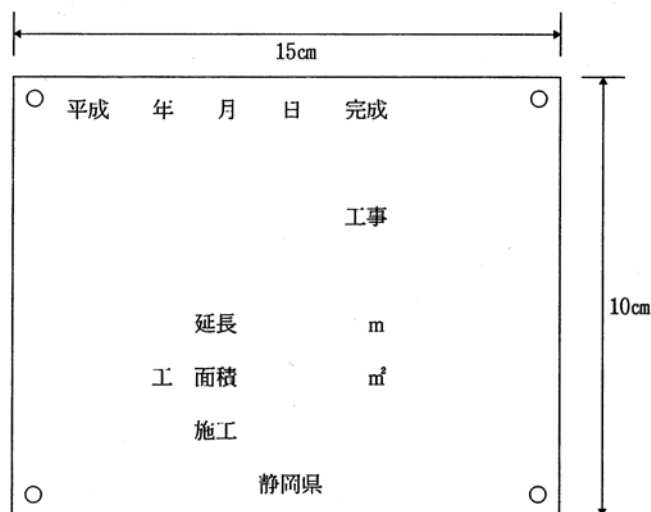 15cm
平成 年 月 日 完成
工事
10cm
延長 m
工 面積 ㎡
施工
静岡県